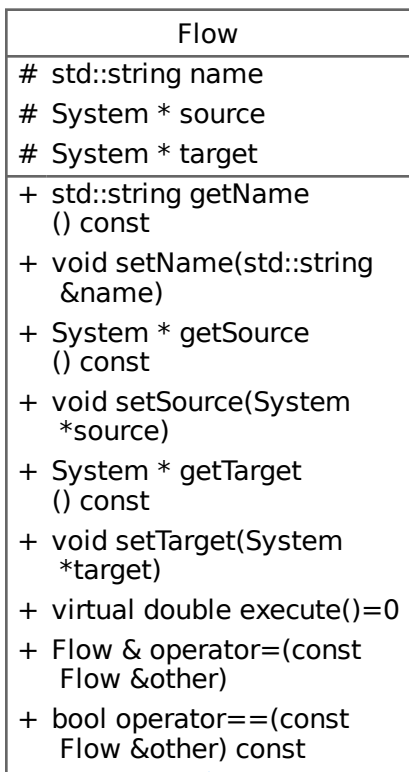 Flow
# std::string name
# System * source
# System * target
+ std::string getName
() const
+ void setName(std::string
&name)
+ System * getSource
() const
+ void setSource(System
*source)
+ System * getTarget
() const
+ void setTarget(System
*target)
+ virtual double execute()=0
+ Flow & operator=(const
Flow &other)
+ bool operator==(const
Flow &other) const